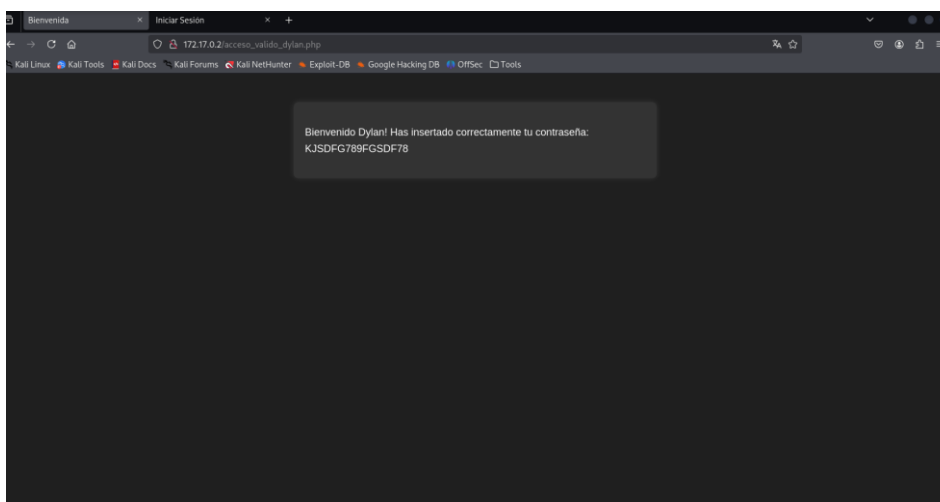 Bienvenida
Iniciar Sesión
172.17.0.2/acceso_valido_dylan.php
Kali Linux Kali Tools Kali Docs Kali Forums Kali NetHunter Exploit-DB Google Hacking DB OffSec Tools
Bienvenido Dylan! Has insertado correctamente tu contraseña:
KJSDFG789FGSDF78